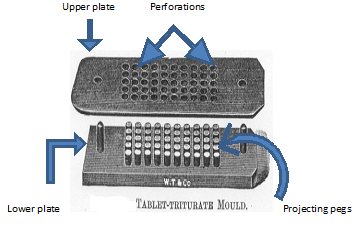 Upper plate
Perforations
W.T.& Co
Lower plate
TABLET-TRITURATE MOULD.
Projecting pegs